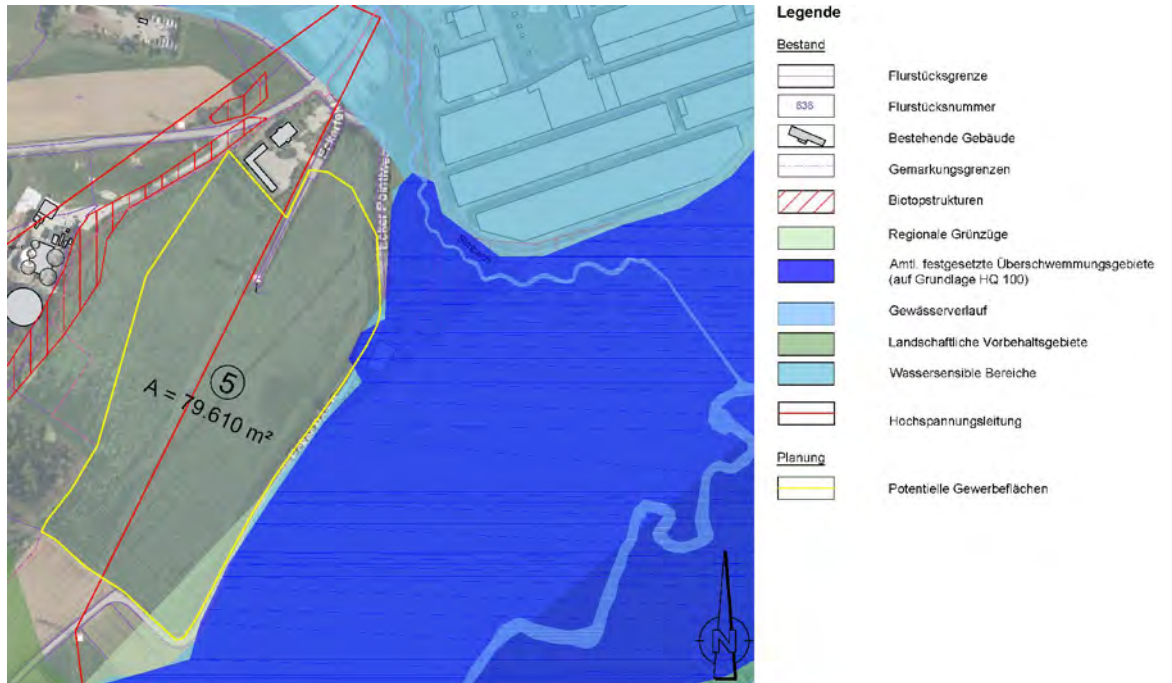 Legende
Bestand
Flurstücksgrenze
636
Flurstücksnummer
Bestehende Gebäude
Gemarkungsgrenzen
Biotopstrukturen
Regionale Grünzüge
Amtl. festgesetzte Überschwemmungsgebiete
(auf Grundlage HQ 100)
Gewässerverlauf
Landschaftliche Vorbehaltsgebiete
Wassersensible Bereiche
Hochspannungsleitung
Planung
Potentielle Gewerbeflächen
5
A = 79.610 m²
N